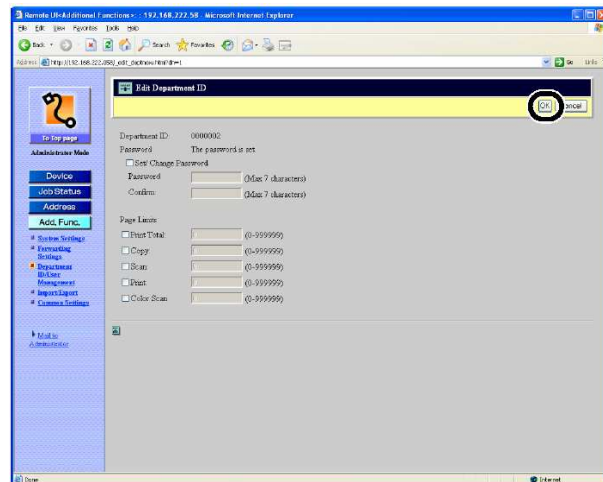 Remote UI<Additional Functions>: : 192.168.222.58 - Microsoft Internet Explorer
File Edit View Favorites Tools Help
Back Search Favorites
Address
Go Links
To Top page
Administrator Mode
Device
Job Status
Address
Add. Func.
System Settings
Forwarding Settings
Department ID/User Management
Import/Export
Common Settings
Mail to Administrator
Edit Department ID
OK Cancel
Department ID: 0000002
Password The password is set.
Set/Change Password
Password (Max 7 characters)
Confirm (Max 7 characters)
Page Limits
Print Total (0-999999)
Copy (0-999999)
Scan (0-999999)
Print (0-999999)
Color Scan (0-999999)
Done Internet